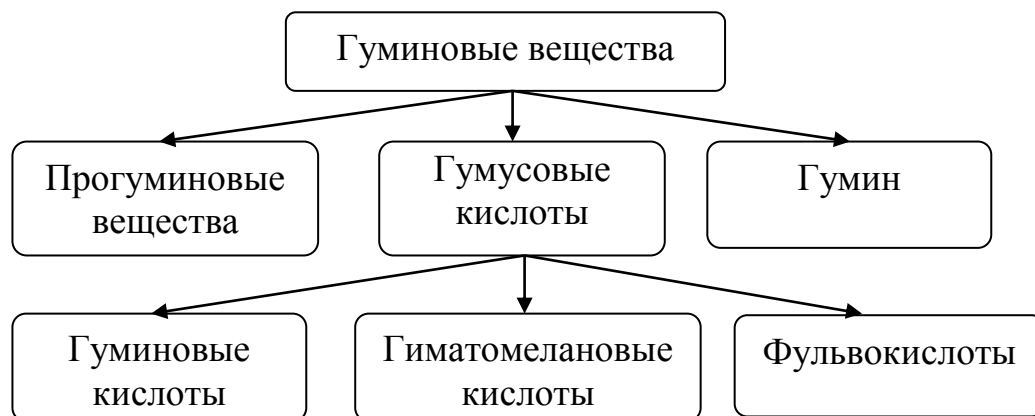 Гуминовые вещества
Прогуминовые
вещества
Гумусовые
кислоты
Гумин
Гуминовые
кислоты
Гиматомелановые
кислоты
Фульвокислоты